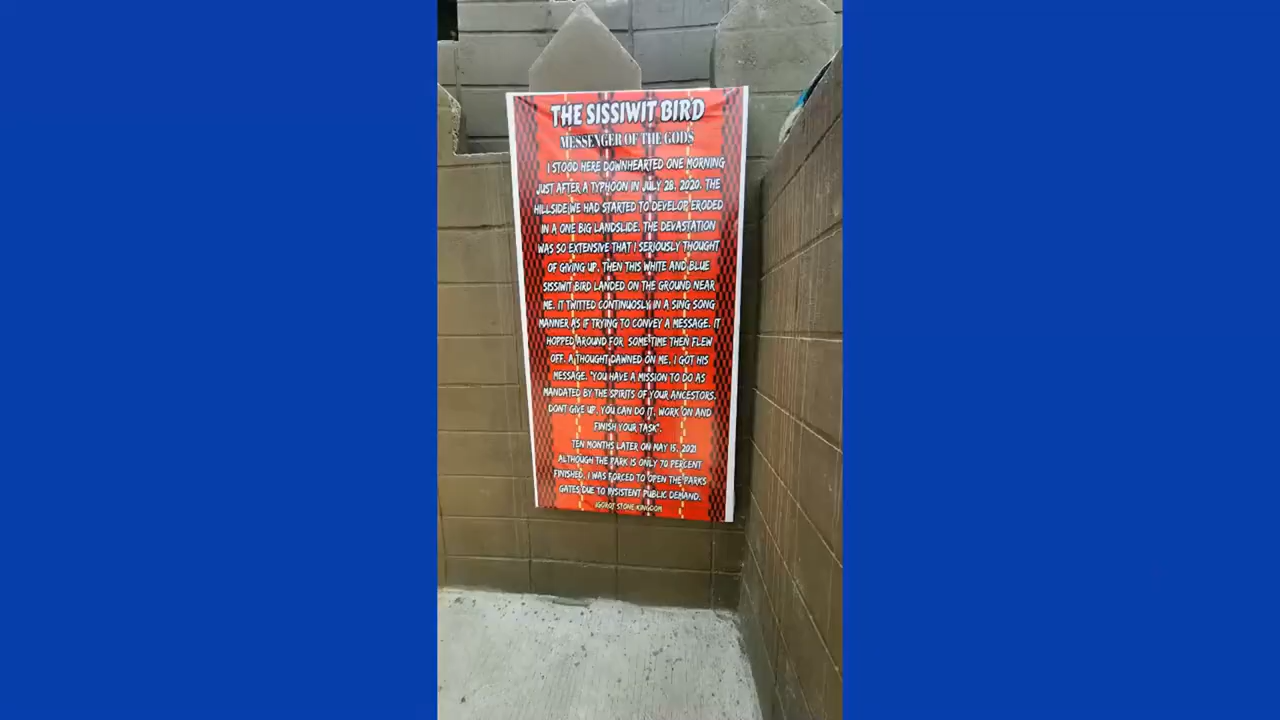 THE SISSIWIT BIRD
MESSENGER OF THE GODS
I STOOD HERE DOWNHEARTED ONE MORNING
JUST AFTER A TYPHOON IN JULY 28, 2020. THE
HILLSIDE WE HAD STARTED TO DEVELOP ERODED
IN A ONE BIG LANDSLIDE. THE DEVASTATION
WAS SO EXTENSIVE THAT I SERIOUSLY THOUGHT
OF GIVING UP. THEN THIS WHITE AND BLUE
SISSIWIT BIRD LANDED ON THE GROUND NEAR
ME. IT TWITTED CONTINUOSLY IN A SING SONG
MANNER AS IF TRYING TO CONVEY A MESSAGE. IT
HOPPED AROUND FOR SOME TIME THEN FLEW
OFF. A THOUGHT DAWNED ON ME. I GOT HIS
MESSAGE. "YOU HAVE A MISSION TO DO AS
MANDATED BY THE SPIRITS OF YOUR ANCESTORS.
DONT GIVE UP. YOU CAN DO IT. WORK ON AND
FINISH YOUR TASK".
TEN MONTHS LATER ON MAY 15, 2021
ALTHOUGH THE PARK IS ONLY 70 PERCENT
FINISHED, I WAS FORCED TO OPEN THE PARKS
GATES DUE TO INSISTENT PUBLIC DEMAND.
IGOROT STONE KINGDOM